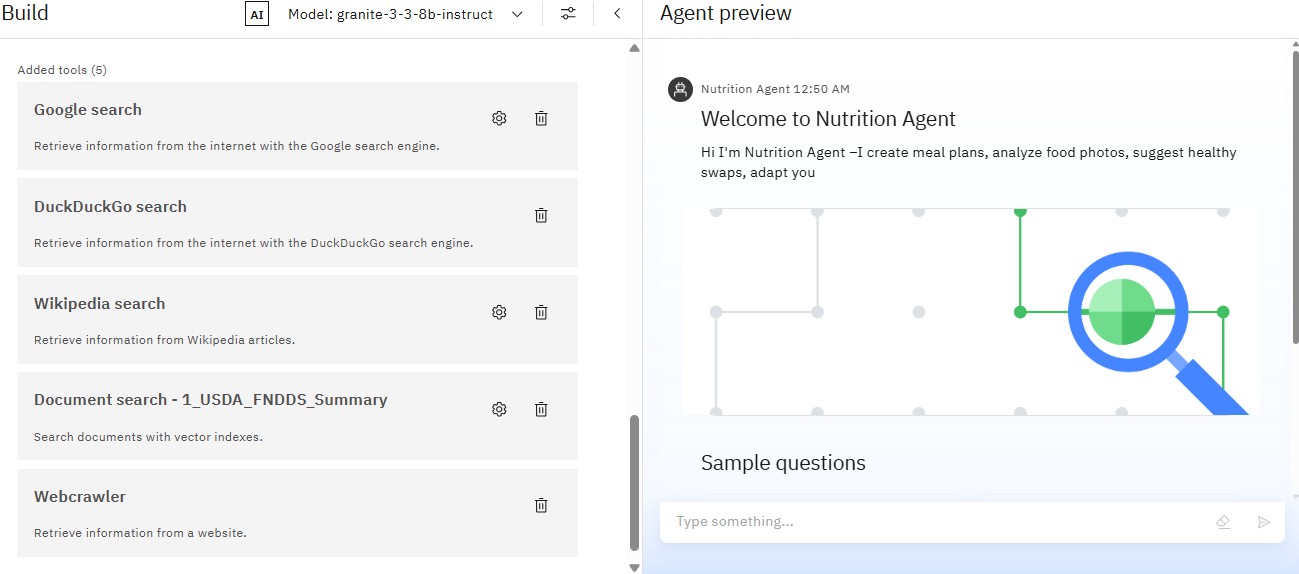 Build
AI
Model: granite-3-3-8b-instruct
Added tools (5)
Google search
Retrieve information from the internet with the Google search engine.
DuckDuckGo search
Retrieve information from the internet with the DuckDuckGo search engine.
Wikipedia search
Retrieve information from Wikipedia articles.
Document search - 1_USDA_FNDDS_Summary
Search documents with vector indexes.
Webcrawler
Retrieve information from a website.
Agent preview
Nutrition Agent 12:50 AM
Welcome to Nutrition Agent
Hi I'm Nutrition Agent –I create meal plans, analyze food photos, suggest healthy
swaps, adapt you
Sample questions
Type something...